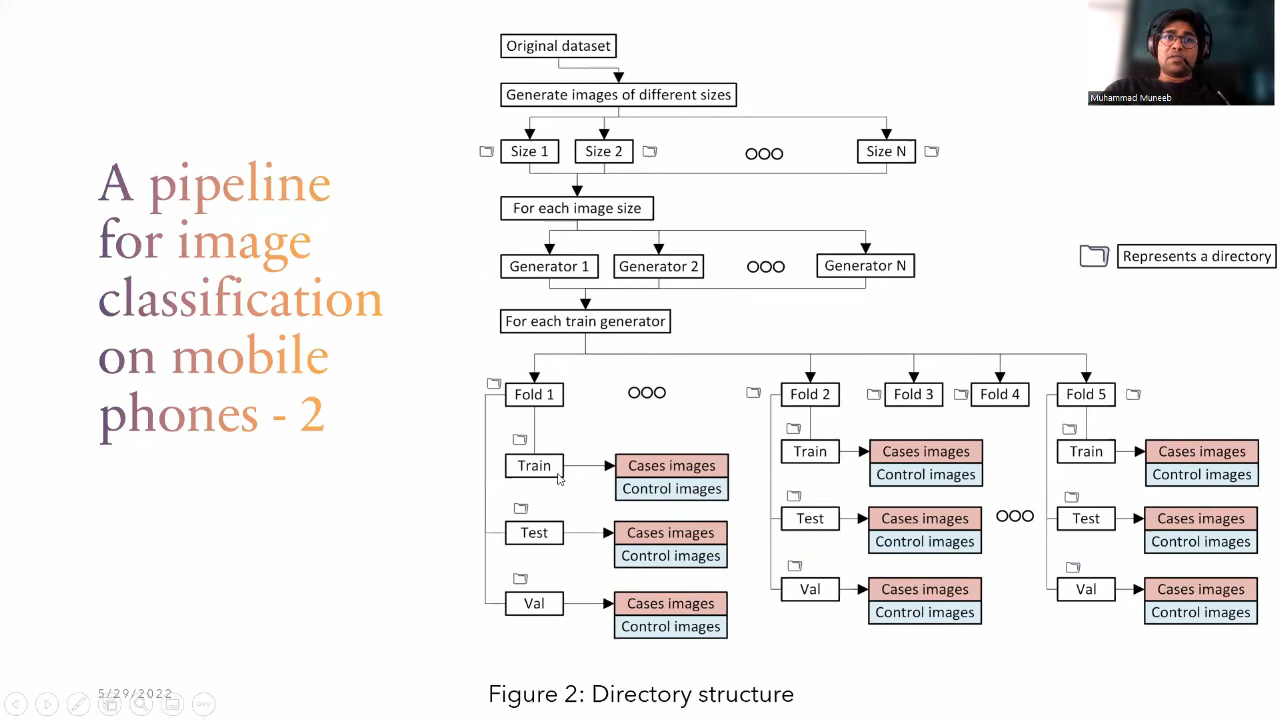 Muhammad Muneeb
A pipeline
for image
classification
on mobile
phones - 2
Original dataset
Generate images of different sizes
Size 1 Size 2 Size N
For each image size
Generator 1 Generator 2 Generator N
Represents a directory
For each train generator
Fold 1 Fold 2 Fold 3 Fold 4 Fold 5
Train
Cases images
Control images
Test
Cases images
Control images
Val
Cases images
Control images
Train
Cases images
Control images
Test
Cases images
Control images
Val
Cases images
Control images
Train
Cases images
Control images
Test
Cases images
Control images
Val
Cases images
Control images
5/29/2022
Figure 2: Directory structure